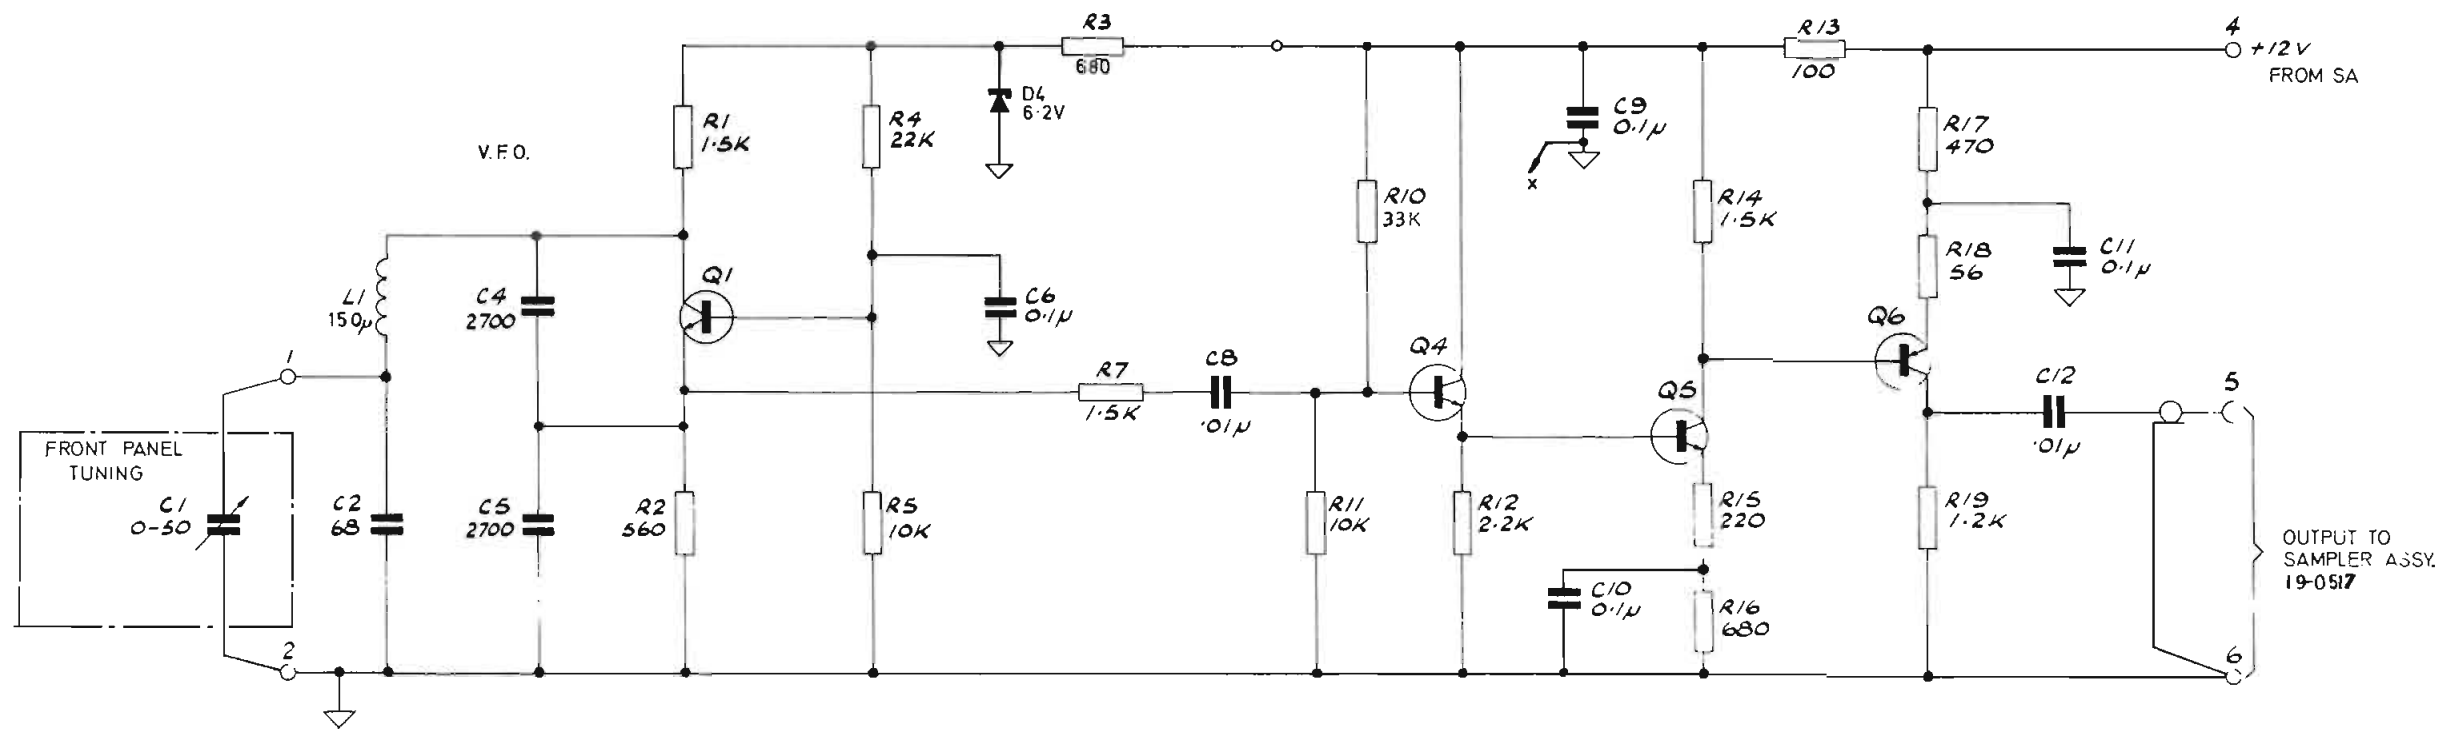 R3
680
R13
100
4
+12V
FROM SA
V.F.O.
R1
1.5K
R4
22K
D4
6.2V
C9
0.1µ
x
R17
470
R10
33K
R14
1.5K
R18
56
C11
0.1µ
L1
150µ
C4
2700
Q1
C6
0.1µ
Q6
Q4
C8
.01µ
R7
1.5K
Q5
C12
.01µ
5
1
FRONT PANEL
TUNING
C1
0-50
C2
68
C5
2700
R2
560
R5
10K
R11
10K
R12
2.2K
R15
220
R19
1.2K
C10
0.1µ
R16
680
OUTPUT TO
SAMPLER ASSY.
19-0517
2
6